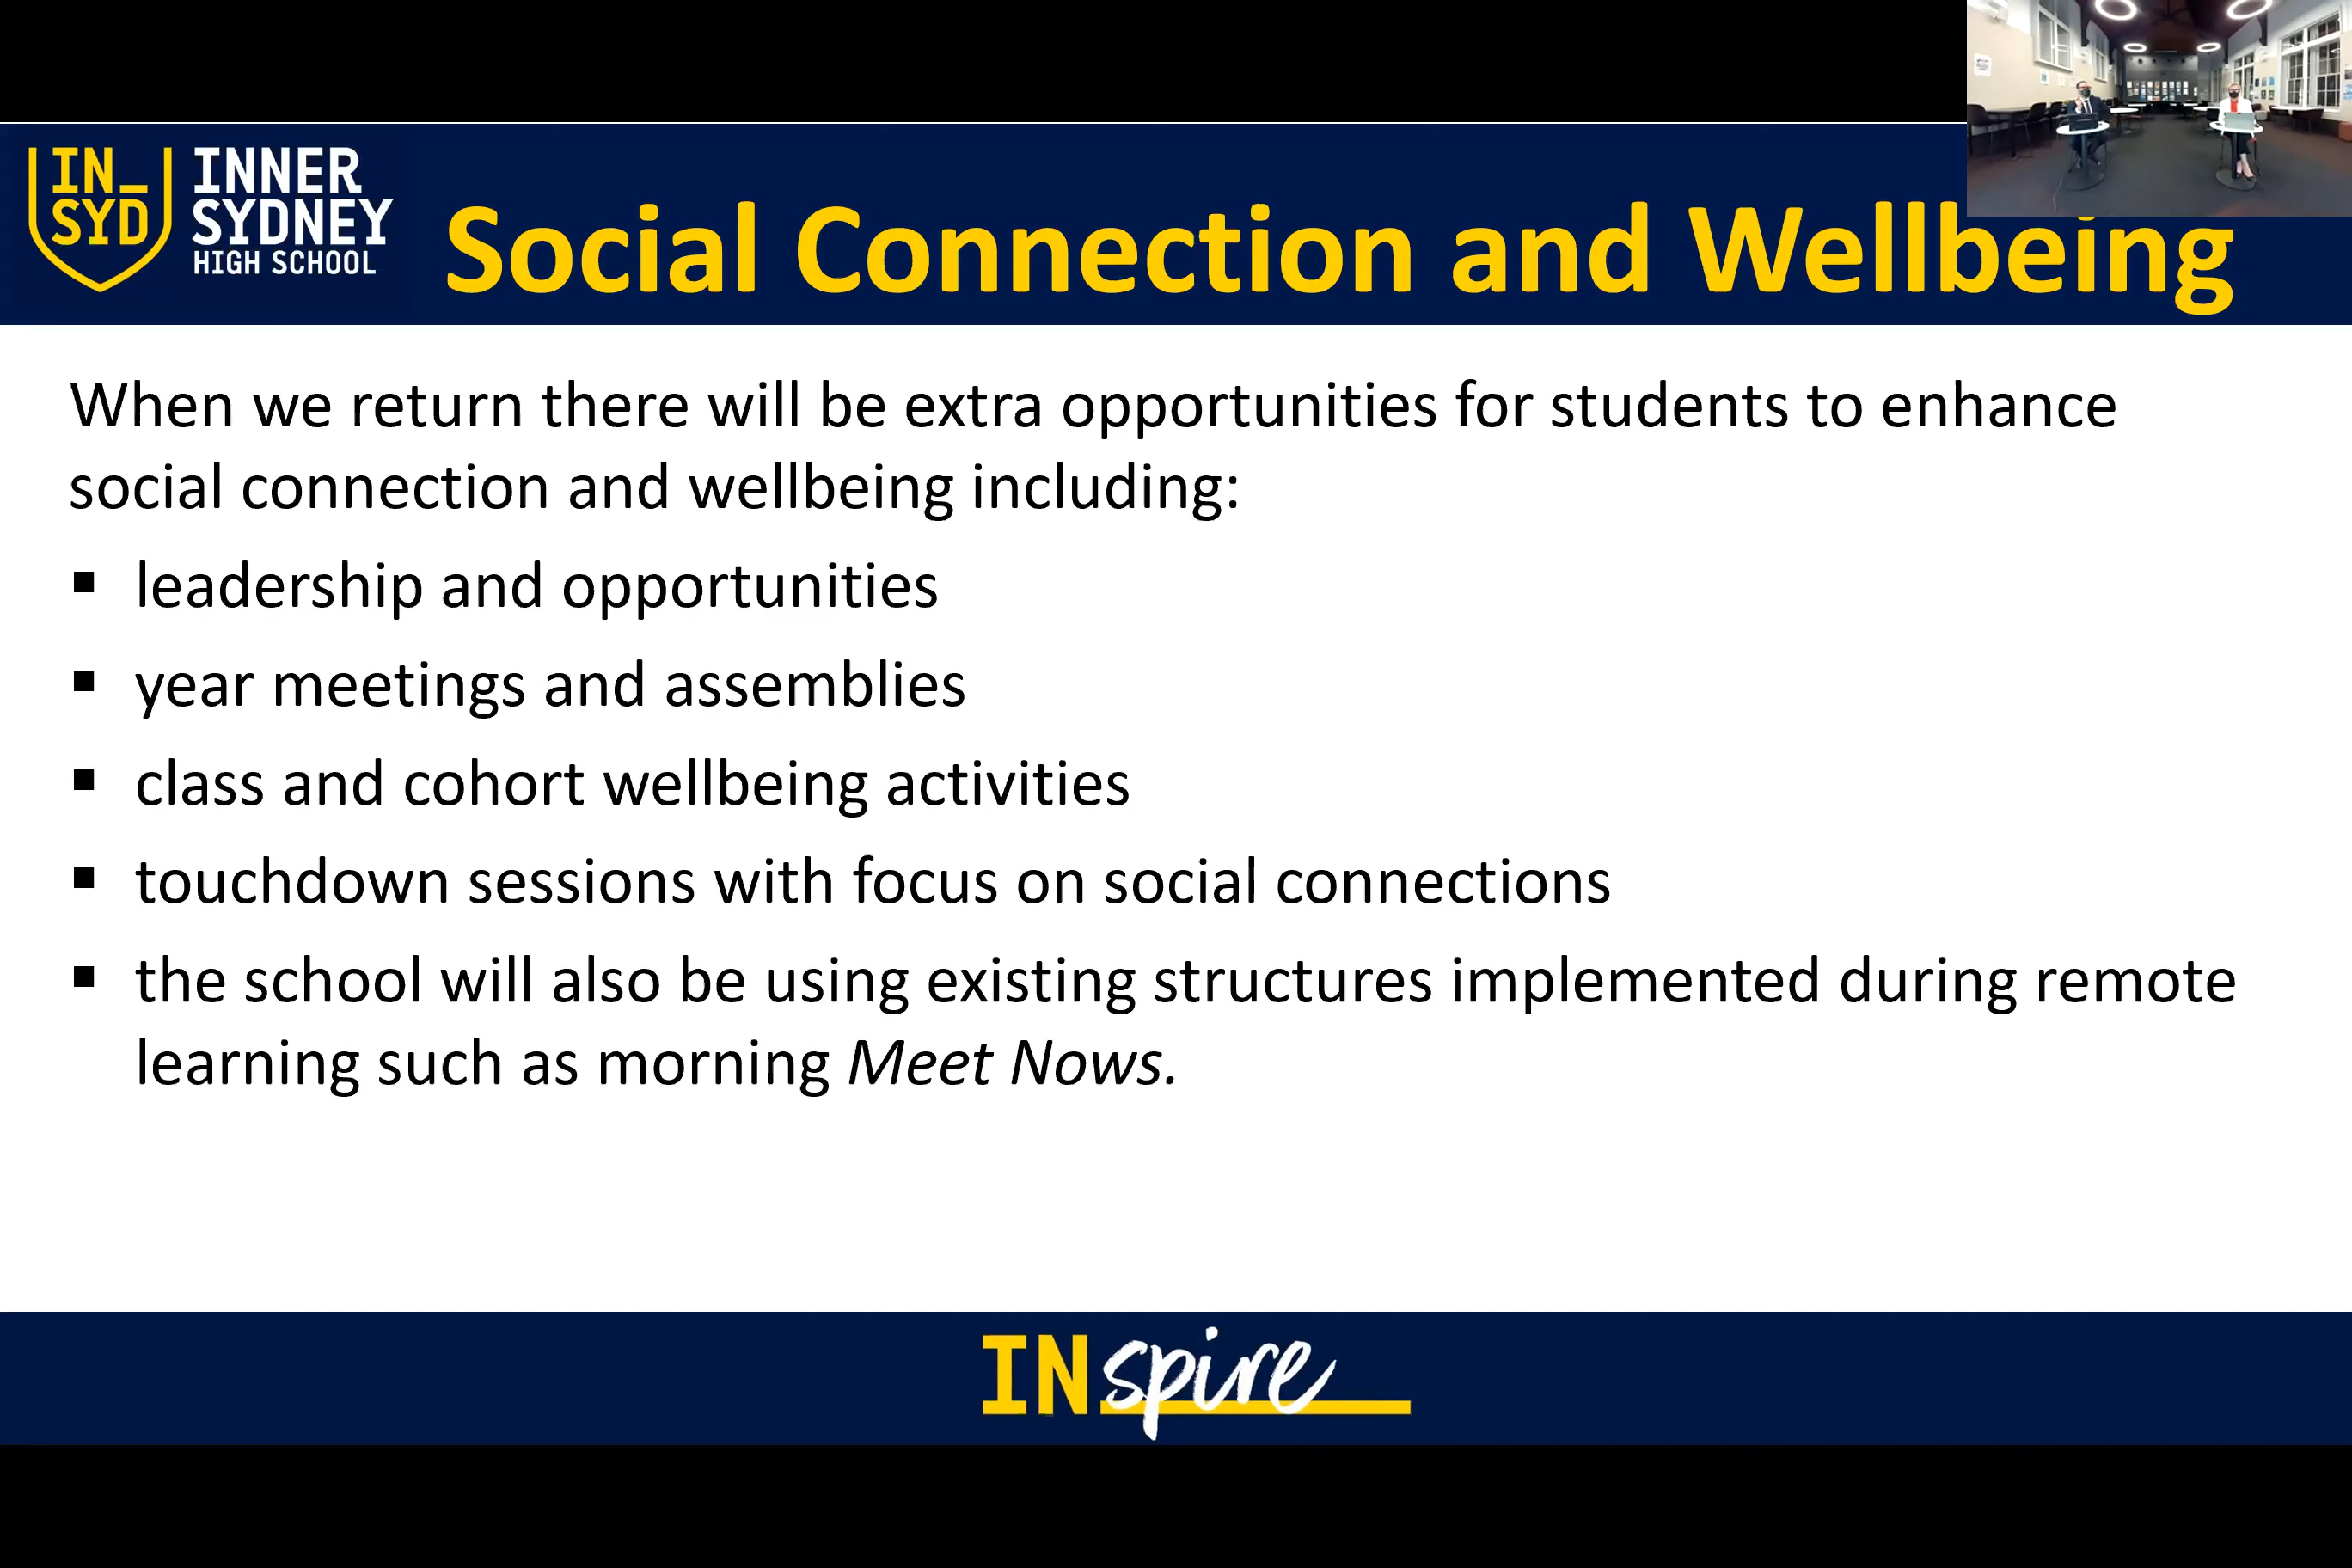 IN_
SYD
INNER
SYDNEY
HIGH SCHOOL
Social Connection and Wellbeing
When we return there will be extra opportunities for students to enhance
social connection and wellbeing including:
▪ leadership and opportunities
▪ year meetings and assemblies
▪ class and cohort wellbeing activities
▪ touchdown sessions with focus on social connections
▪ the school will also be using existing structures implemented during remote
learning such as morning Meet Nows.
INspire